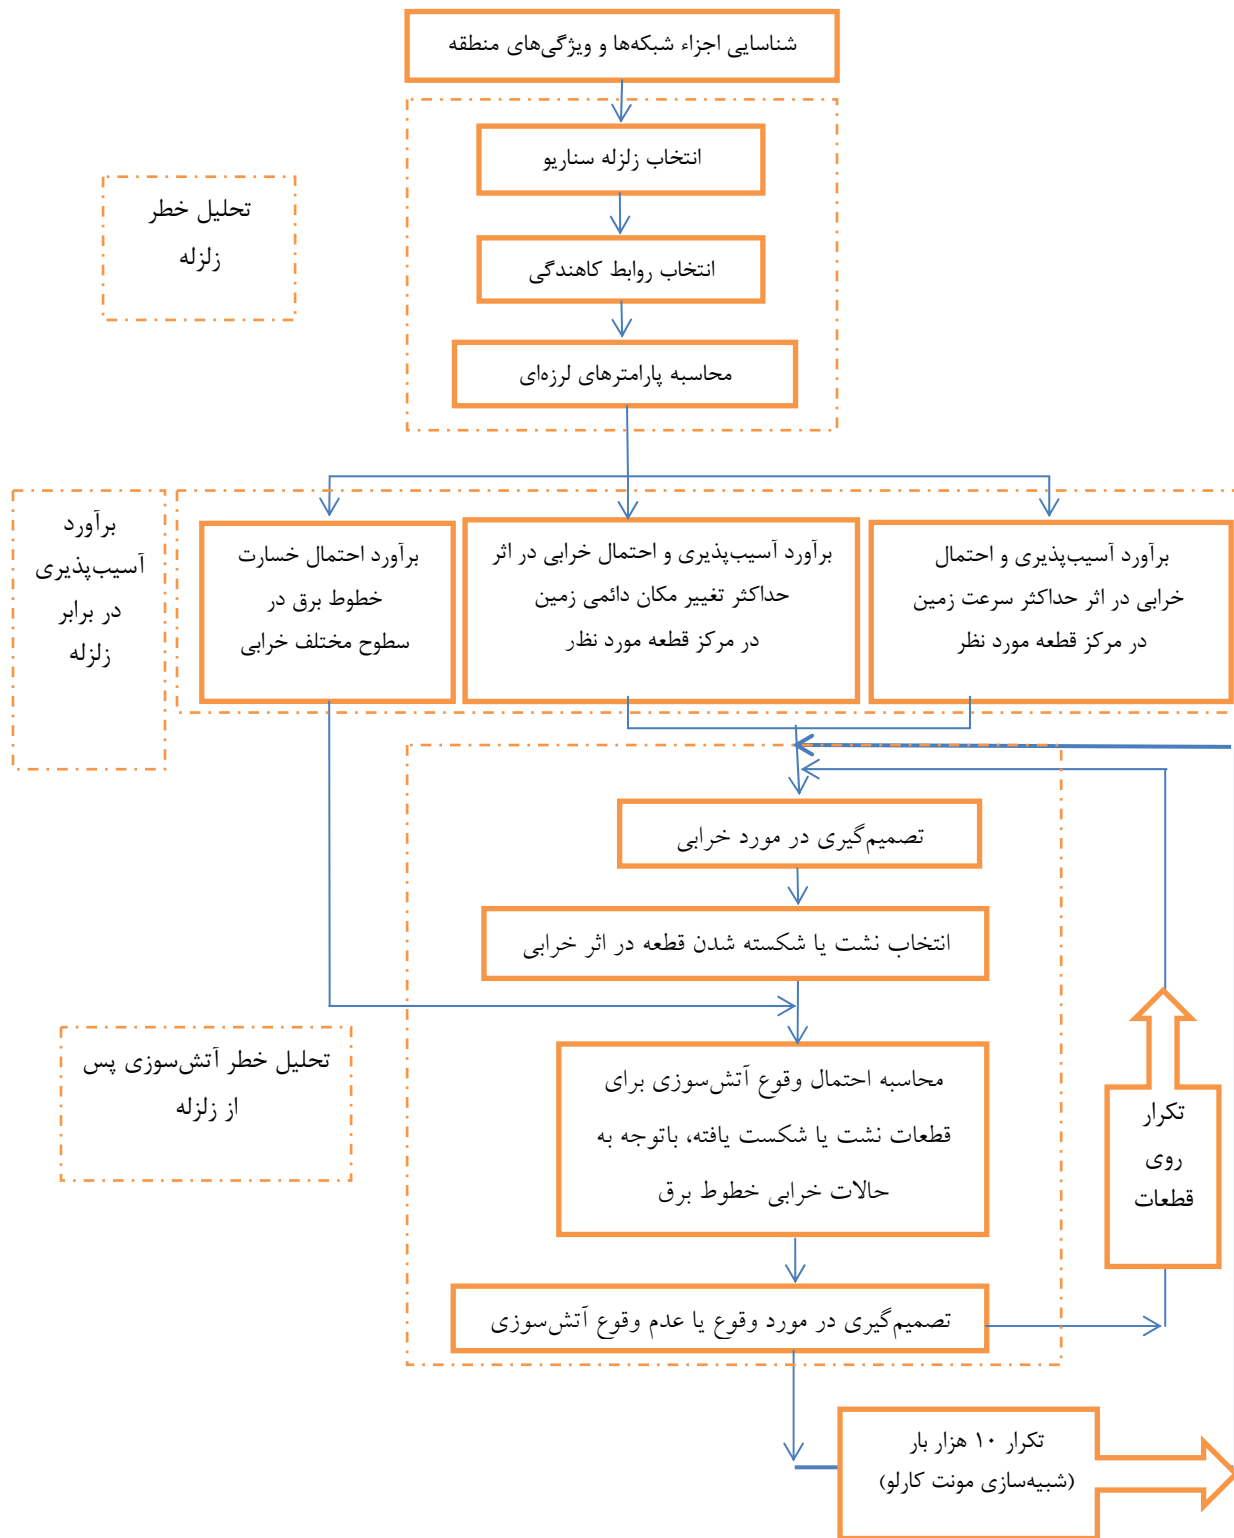 شناسایی اجزاء شبکه‌ها و ویژگی‌های منطقه
انتخاب زلزله سناریو
تحلیل خطر
زلزله
انتخاب روابط کاهندگی
محاسبه پارامترهای لرزه‌ای
برآورد آسیب‌پذیری و احتمال
خرابی در اثر حداکثر سرعت زمین
در مرکز قطعه مورد نظر
برآورد آسیب‌پذیری و احتمال خرابی در اثر
حداکثر تغییر مکان دائمی زمین
در مرکز قطعه مورد نظر
برآورد احتمال خسارت
خطوط برق در
سطوح مختلف خرابی
برآورد
آسیب‌پذیری
در برابر
زلزله
تصمیم‌گیری در مورد خرابی
انتخاب نشت یا شکسته شدن قطعه در اثر خرابی
محاسبه احتمال وقوع آتش‌سوزی برای
قطعات نشت یا شکست یافته، باتوجه به
حالات خرابی خطوط برق
تحلیل خطر آتش‌سوزی پس
از زلزله
تکرار
روی
قطعات
تصمیم‌گیری در مورد وقوع یا عدم وقوع آتش‌سوزی
تکرار ۱۰ هزار بار
(شبیه‌سازی مونت کارلو)